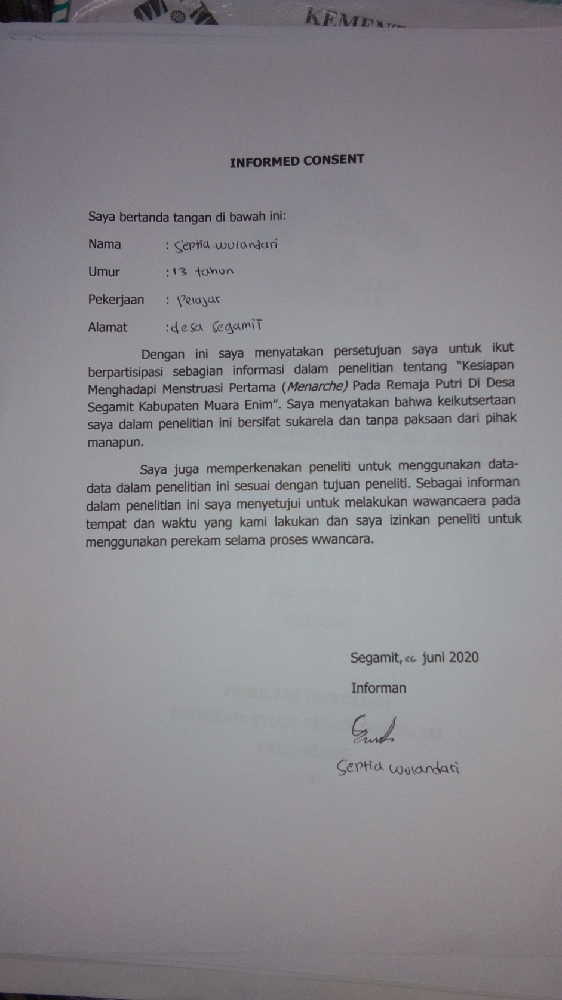 KEMENT
INFORMED CONSENT
Saya bertanda tangan di bawah ini:
Nama : Septia wulandari
Umur : 13 tahun
Pekerjaan : Pelajar
Alamat : desa Segamit
Dengan ini saya menyatakan persetujuan saya untuk ikut
berpartisipasi sebagian informasi dalam penelitian tentang "Kesiapan
Menghadapi Menstruasi Pertama (Menarche) Pada Remaja Putri Di Desa
Segamit Kabupaten Muara Enim". Saya menyatakan bahwa keikutsertaan
saya dalam penelitian ini bersifat sukarela dan tanpa paksaan dari pihak
manapun.
Saya juga memperkenakan peneliti untuk menggunakan data-
data dalam penelitian ini sesuai dengan tujuan peneliti. Sebagai informan
dalam penelitian ini saya menyetujui untuk melakukan wawancaera pada
tempat dan waktu yang kami lakukan dan saya izinkan peneliti untuk
menggunakan perekam selama proses wwancara.
Segamit, 26 juni 2020
Informan
Septia wulandari